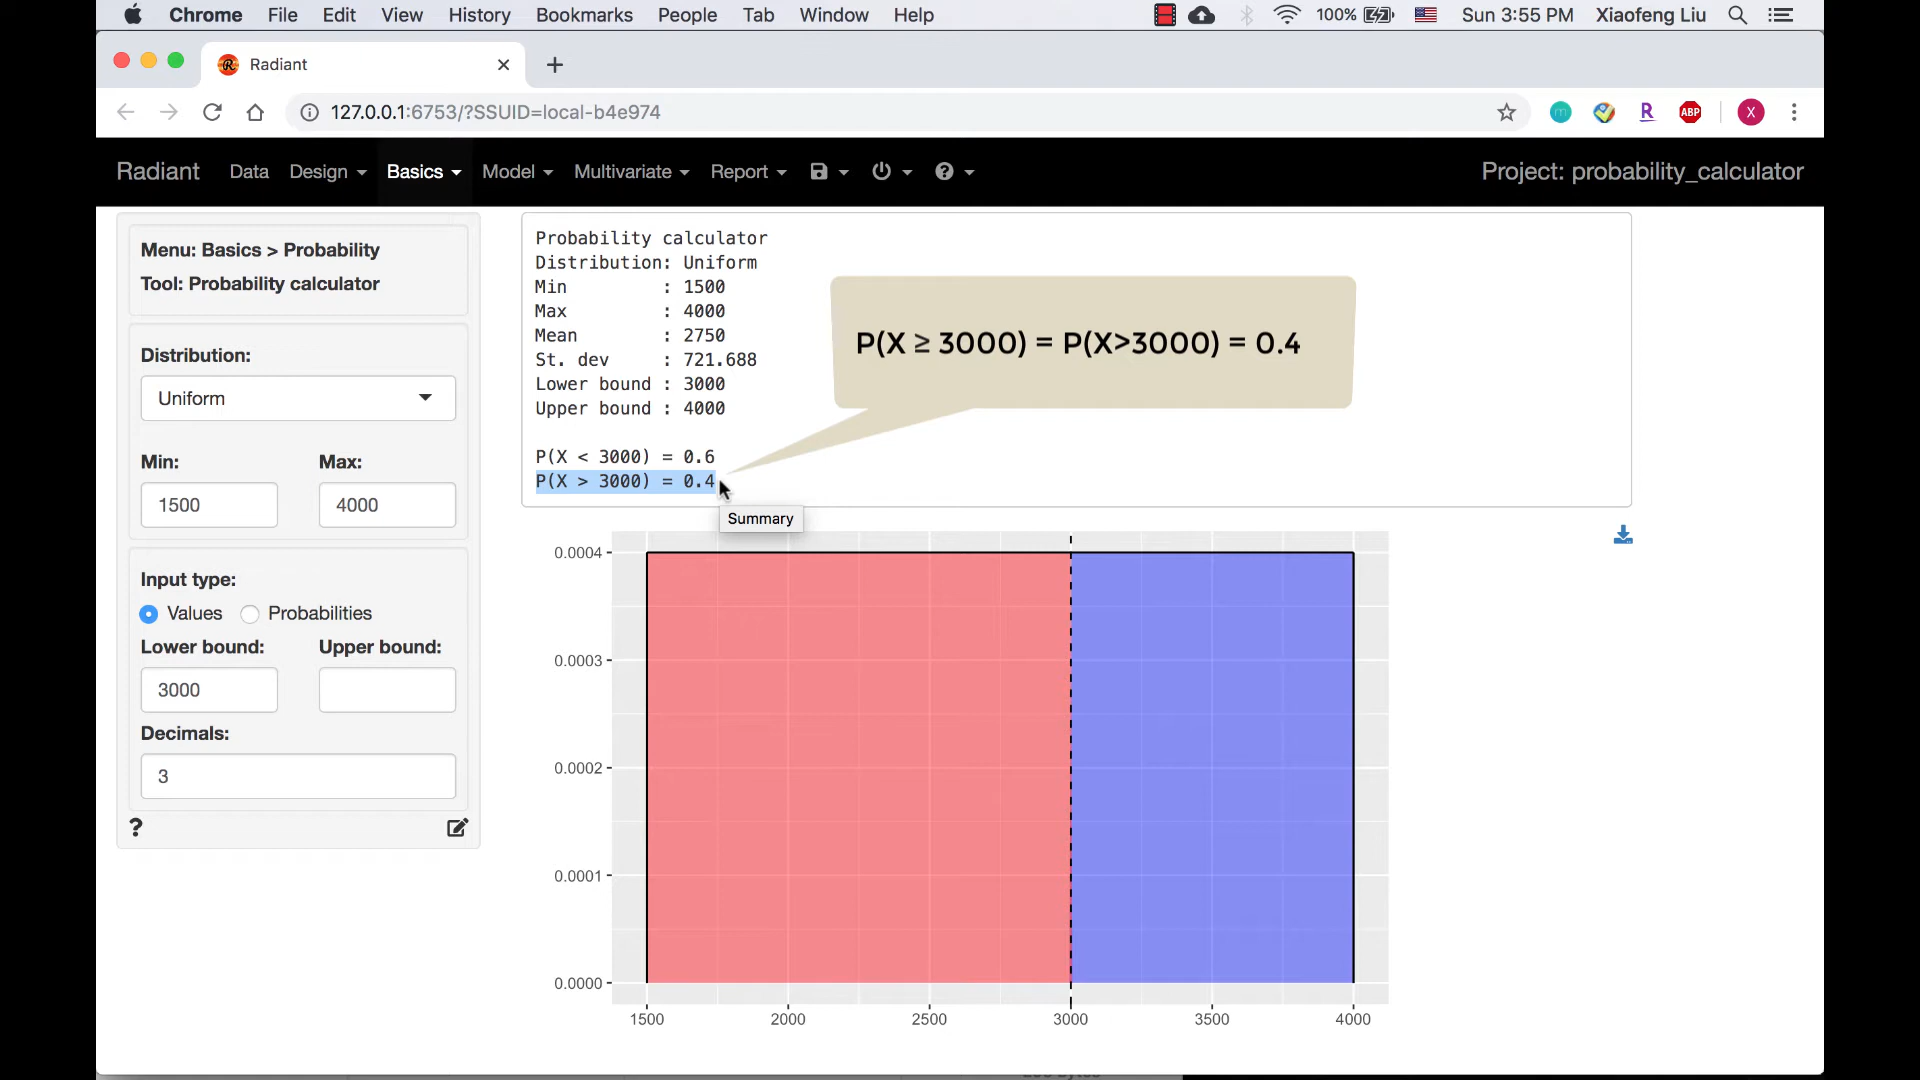 Chrome File Edit View History Bookmarks People Tab Window Help 100% Sun 3:55 PM Xiaofeng Liu
Radiant
127.0.0.1:6753/?SSUID=local-b4e974
R ABP X
Radiant Data Design Basics Model Multivariate Report Project: probability_calculator
Menu: Basics > Probability
Tool: Probability calculator
Distribution:
Uniform
Min: Max:
1500 4000
Input type:
Values Probabilities
Lower bound: Upper bound:
3000
Decimals:
3
?
Probability calculator
Distribution: Uniform
Min : 1500
Max : 4000
Mean : 2750
St. dev : 721.688
Lower bound : 3000
Upper bound : 4000
P(X < 3000) = 0.6
P(X > 3000) = 0.4
P(X ≥ 3000) = P(X>3000) = 0.4
Summary
0.0004
0.0003
0.0002
0.0001
0.0000
1500 2000 2500 3000 3500 4000